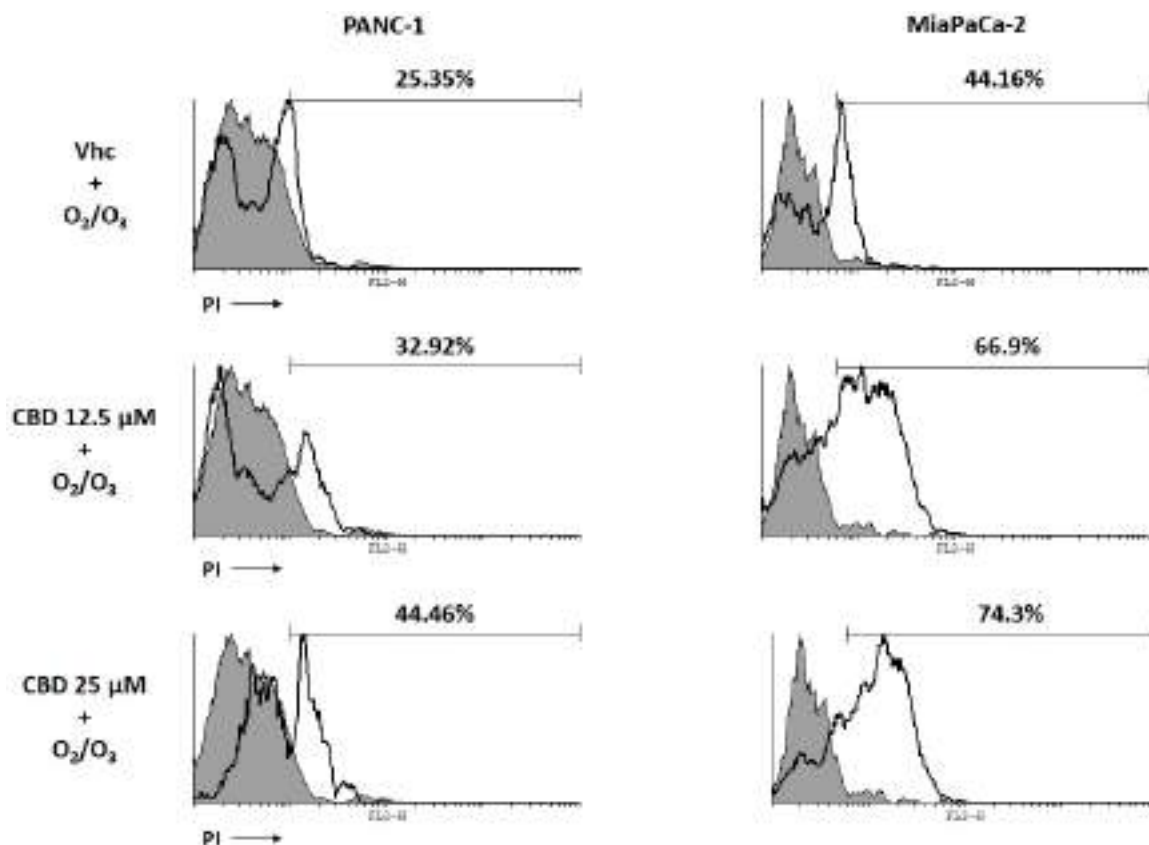 PANC-1 MiaPaCa-2
25.35% 44.16%
Vhc
+
O₂/O₃
PI
32.92% 66.9%
CBD 12.5 µM
+
O₂/O₃
PI
44.46% 74.3%
CBD 25 µM
+
O₂/O₃
PI